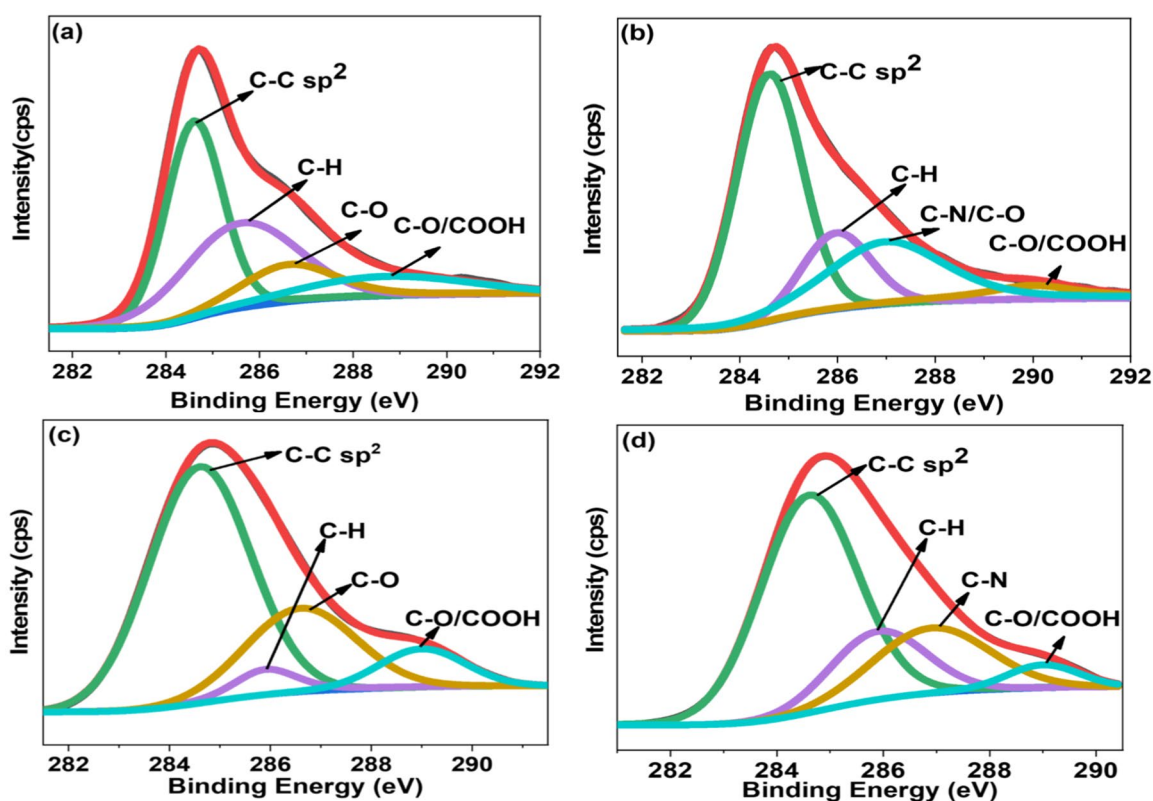 (a)
C-C sp²
C-H
C-O
C-O/COOH
Intensity(cps)
282 284 286 288 290 292
Binding Energy (eV)
(b)
C-C sp²
C-H
C-N/C-O
C-O/COOH
Intensity (cps)
282 284 286 288 290 292
Binding Energy (eV)
(c)
C-C sp²
C-H
C-O
C-O/COOH
Intensity (cps)
282 284 286 288 290
Binding Energy (eV)
(d)
C-C sp²
C-H
C-N
C-O/COOH
Intensity (cps)
282 284 286 288 290
Binding Energy (eV)